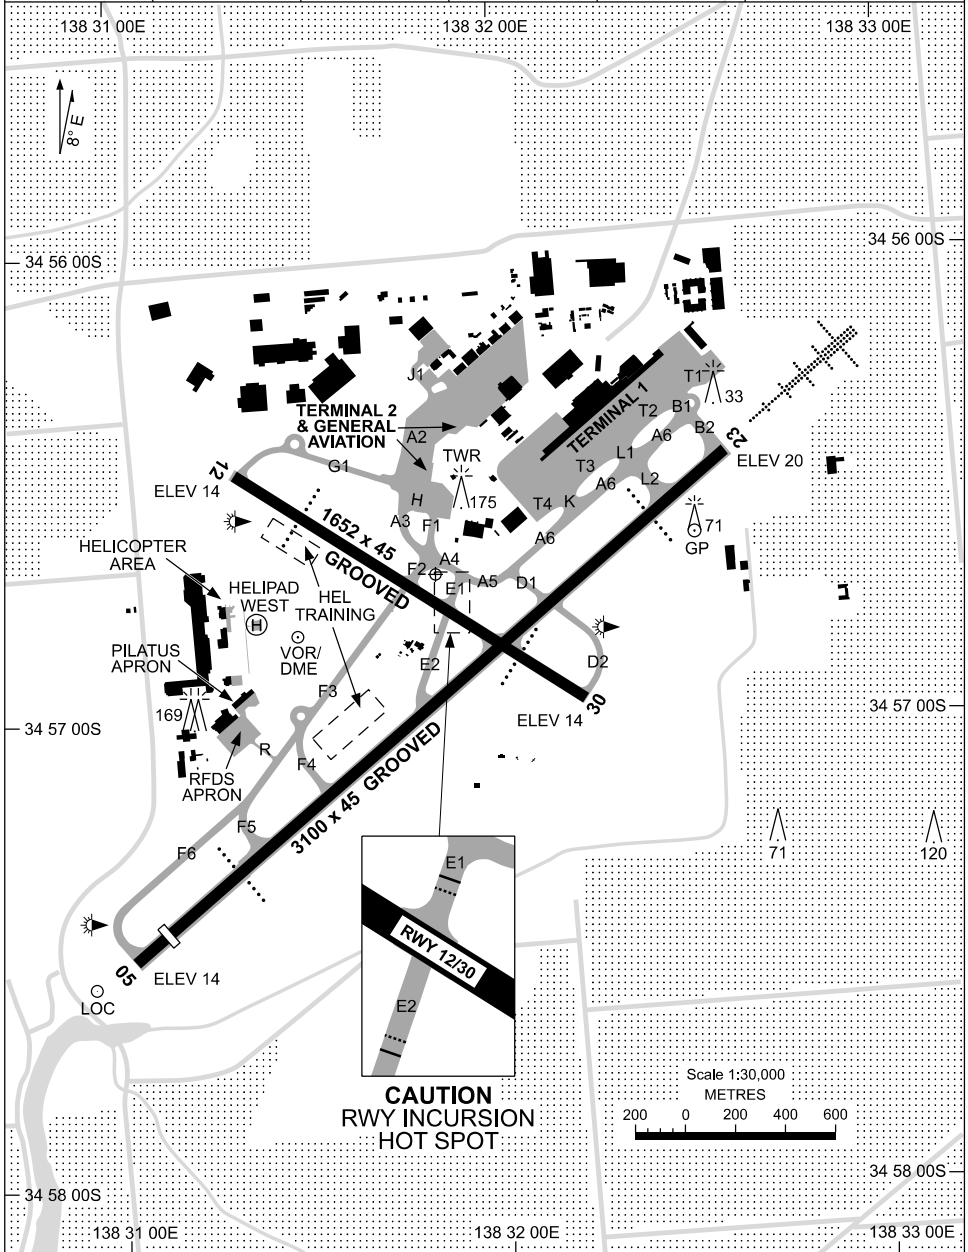 138 31 00E
138 32 00E
138 33 00E
8° E
34 56 00S
34 56 00S
J1
T1
33
TERMINAL 2
& GENERAL
AVIATION
A2
TERMINAL 1
T2
B1
B2
A6
23
ELEV 20
12
G1
TWR
L1
T3
A6
L2
ELEV 14
H
175
T4
K
1652 x 45
GROOVED
A3
F1
71
GP
HELICOPTER
AREA
A4
A6
F2
E1
A5
D1
HELIPAD
WEST
HEL
TRAINING
H
VOR/
DME
PILATUS
APRON
E2
D2
F3
30
34 57 00S
169
ELEV 14
34 57 00S
R
F4
3100 x 45 GROOVED
RFDS
APRON
F5
F6
71
120
E1
RWY 12/30
E2
05
ELEV 14
LOC
CAUTION
RWY INCURSION
HOT SPOT
Scale 1:30,000
METRES
200 0 200 400 600
34 58 00S
34 58 00S
138 31 00E
138 32 00E
138 33 00E